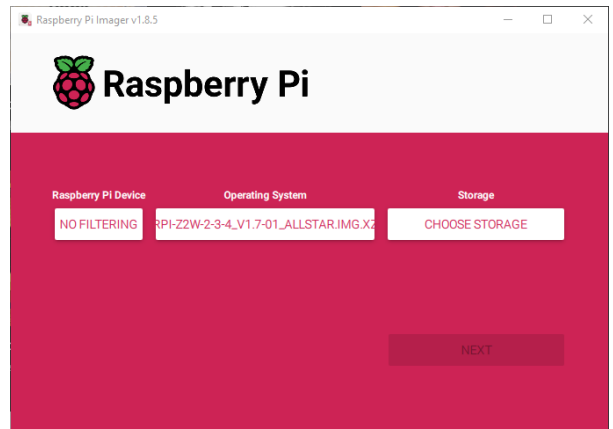 Raspberry Pi Imager v1.8.5
Raspberry Pi
Raspberry Pi Device Operating System Storage
NO FILTERING RPI-Z2W-2-3-4_V1.7-01_ALLSTAR.IMG.XZ CHOOSE STORAGE
NEXT